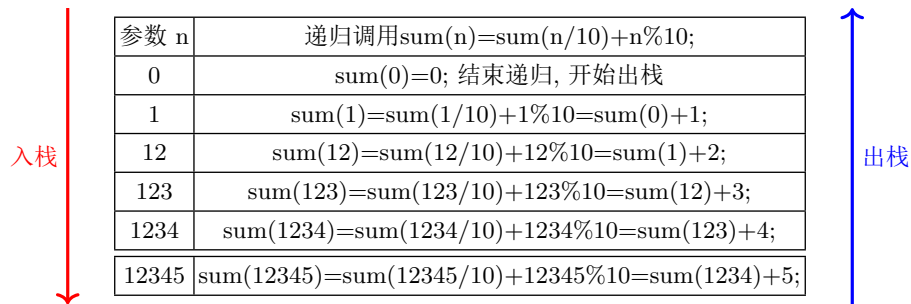 参数 n 递归调用sum(n)=sum(n/10)+n%10;
0 sum(0)=0; 结束递归, 开始出栈
1 sum(1)=sum(1/10)+1%10=sum(0)+1;
12 sum(12)=sum(12/10)+12%10=sum(1)+2;
入栈
出栈
123 sum(123)=sum(123/10)+123%10=sum(12)+3;
1234 sum(1234)=sum(1234/10)+1234%10=sum(123)+4;
12345 sum(12345)=sum(12345/10)+12345%10=sum(1234)+5;